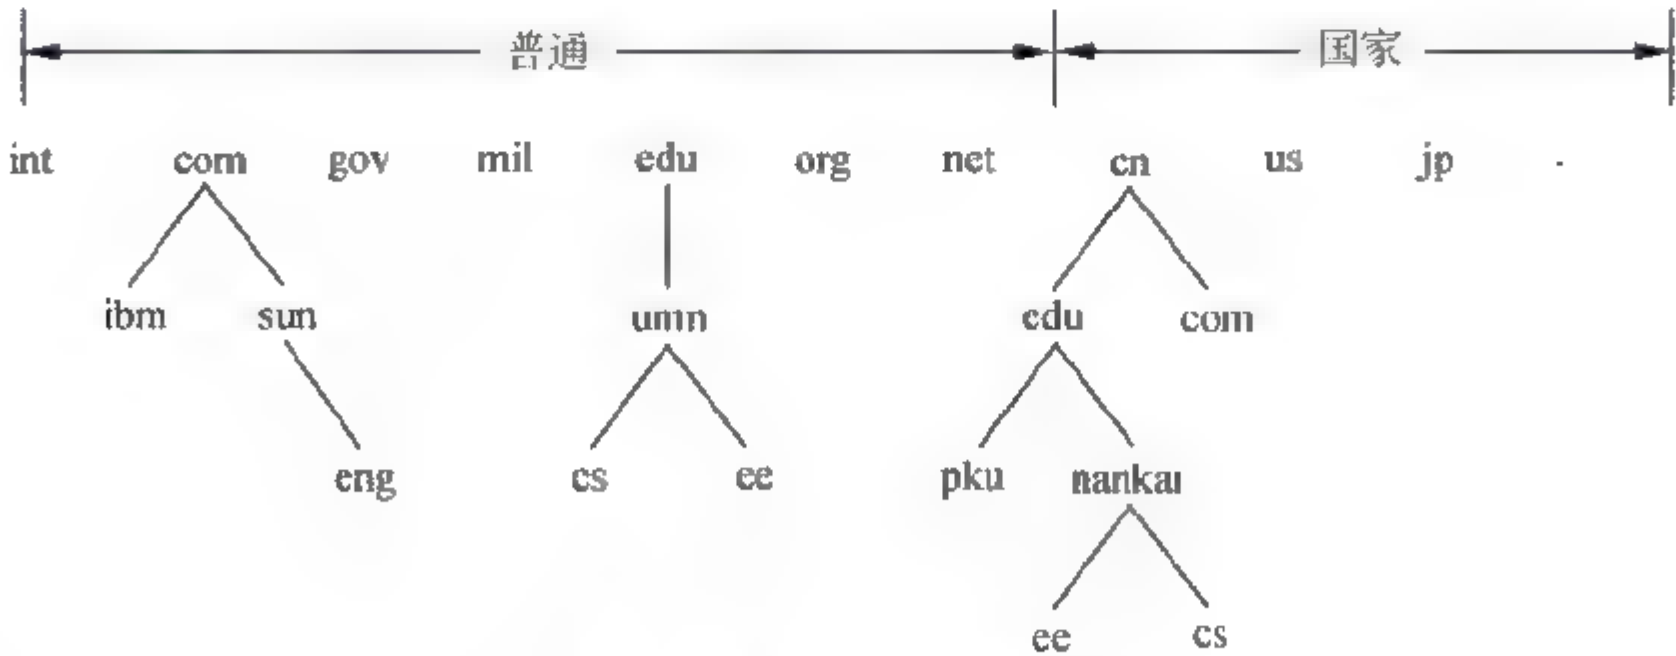 普通 国家
int com gov mil edu org net cn us jp .
ibm sun umn edu com
eng cs ee pku nankai
ee cs